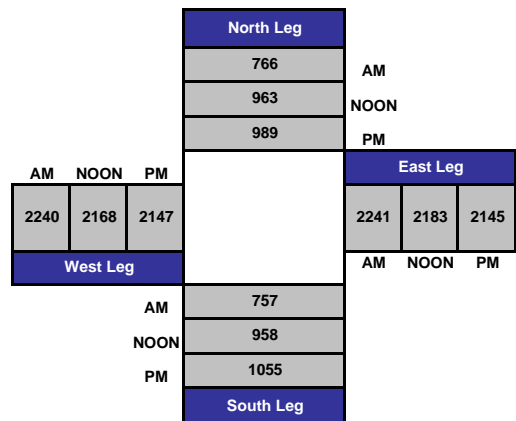 North Leg
766 AM
963 NOON
989 PM
AM NOON PM
East Leg
2240 2168 2147
2241 2183 2145
West Leg
AM NOON PM
AM 757
NOON 958
PM 1055
South Leg